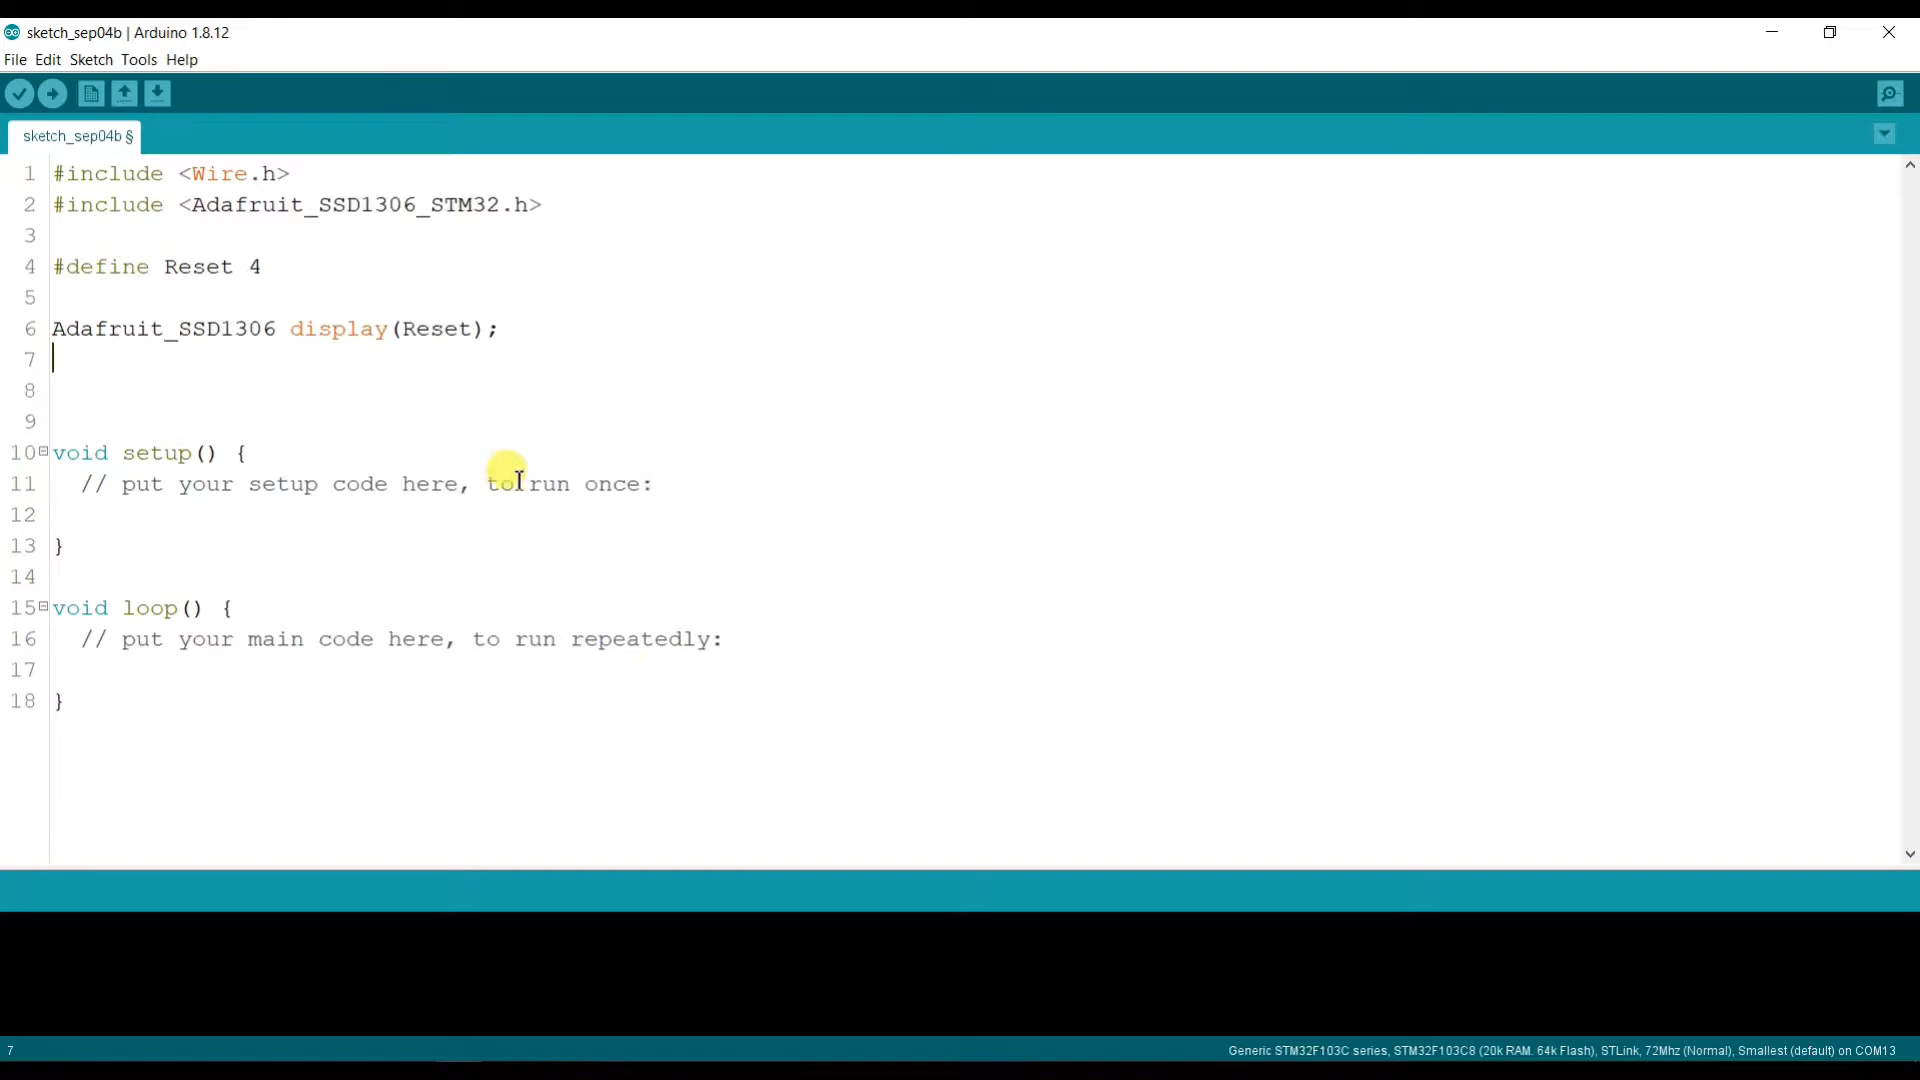 sketch_sep04b | Arduino 1.8.12
File Edit Sketch Tools Help
sketch_sep04b §
1 #include <Wire.h>
2 #include <Adafruit_SSD1306_STM32.h>
3
4 #define Reset 4
5
6 Adafruit_SSD1306 display(Reset);
7
8
9
10 void setup() {
11 // put your setup code here, to run once:
12
13 }
14
15 void loop() {
16 // put your main code here, to run repeatedly:
17
18 }
7 Generic STM32F103C series, STM32F103C8 (20k RAM. 64k Flash), STLink, 72Mhz (Normal), Smallest (default) on COM13